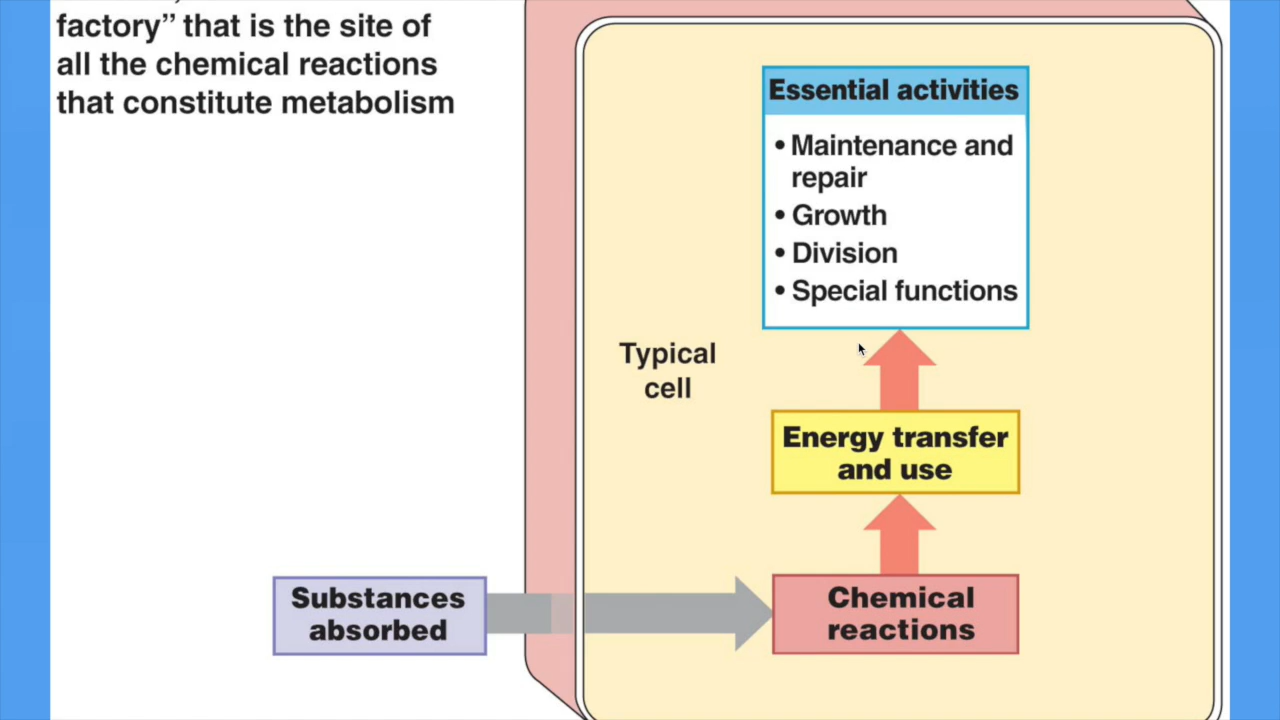 factory” that is the site of
all the chemical reactions
that constitute metabolism
Essential activities
• Maintenance and
repair
• Growth
• Division
• Special functions
Typical
cell
Energy transfer
and use
Substances
absorbed
Chemical
reactions